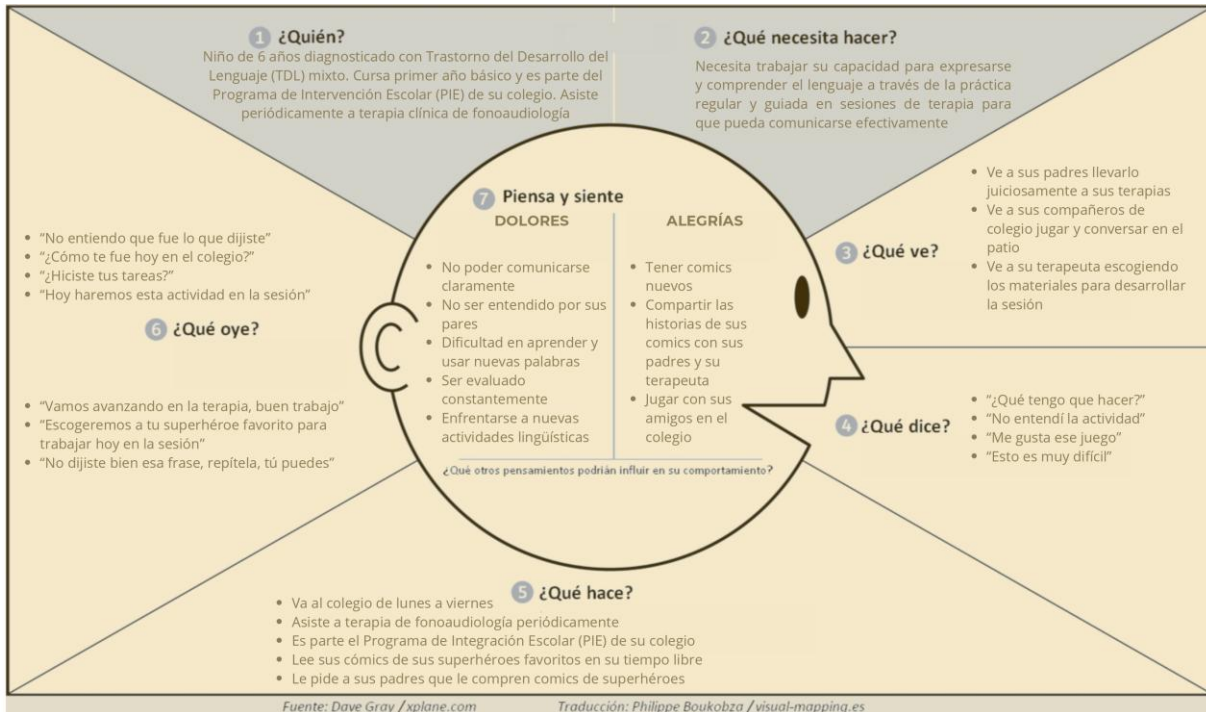 1 ¿Quién?
Niño de 6 años diagnosticado con Trastorno del Desarrollo del
Lenguaje (TDL) mixto. Cursa primer año básico y es parte del
Programa de Intervención Escolar (PIE) de su colegio. Asiste
periódicamente a terapia clínica de fonoaudiología
2 ¿Qué necesita hacer?
Necesita trabajar su capacidad para expresarse
y comprender el lenguaje a través de la práctica
regular y guiada en sesiones de terapia para
que pueda comunicarse efectivamente
3 ¿Qué ve?
• Ve a sus padres llevarlo
juiciosamente a sus terapias
• Ve a sus compañeros de
colegio jugar y conversar en el
patio
• Ve a su terapeuta escogiendo
los materiales para desarrollar
la sesión
4 ¿Qué dice?
• “¿Qué tengo que hacer?”
• “No entendí la actividad”
• “Me gusta ese juego”
• “Esto es muy difícil”
5 ¿Qué hace?
• Va al colegio de lunes a viernes
• Asiste a terapia de fonoaudiología periódicamente
• Es parte el Programa de Integración Escolar (PIE) de su colegio
• Lee sus cómics de sus superhéroes favoritos en su tiempo libre
• Le pide a sus padres que le compren comics de superhéroes
6 ¿Qué oye?
• “No entiendo que fue lo que dijiste”
• “¿Cómo te fue hoy en el colegio?”
• “¿Hiciste tus tareas?”
• “Hoy haremos esta actividad en la sesión”
• “Vamos avanzando en la terapia, buen trabajo”
• “Escogeremos a tu superhéroe favorito para
trabajar hoy en la sesión”
• “No dijiste bien esa frase, repítela, tú puedes”
7 Piensa y siente
DOLORES
• No poder comunicarse
claramente
• No ser entendido por sus
pares
• Dificultad en aprender y
usar nuevas palabras
• Ser evaluado
constantemente
• Enfrentarse a nuevas
actividades lingüísticas
ALEGRÍAS
• Tener comics
nuevos
• Compartir las
historias de sus
comics con sus
padres y su
terapeuta
• Jugar con sus
amigos en el
colegio
¿Qué otros pensamientos podrían influir en su comportamiento?
Fuente: Dave Gray / xplane.com Traducción: Philippe Boukobza / visual-mapping.es